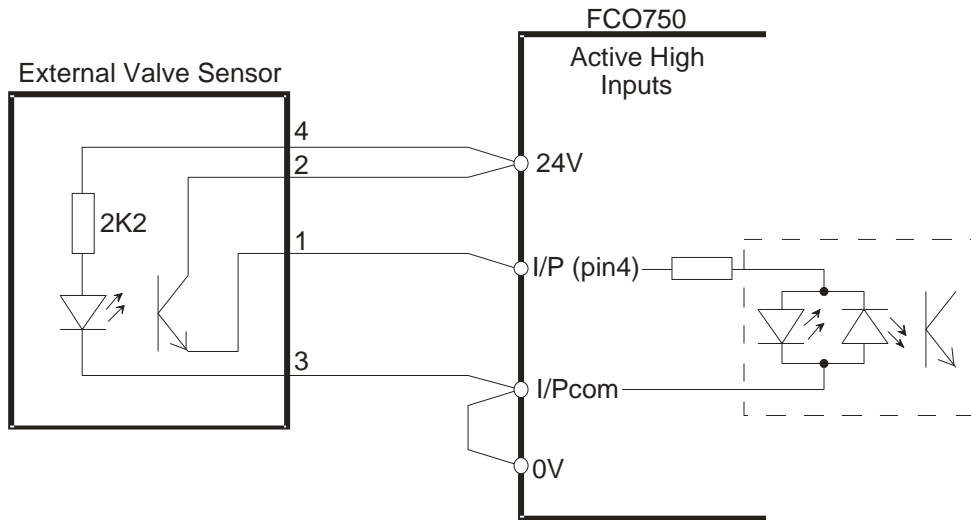 FCO750
Active High
Inputs
External Valve Sensor
4
2
24V
2K2
1
I/P (pin4)
3
I/Pcom
0V